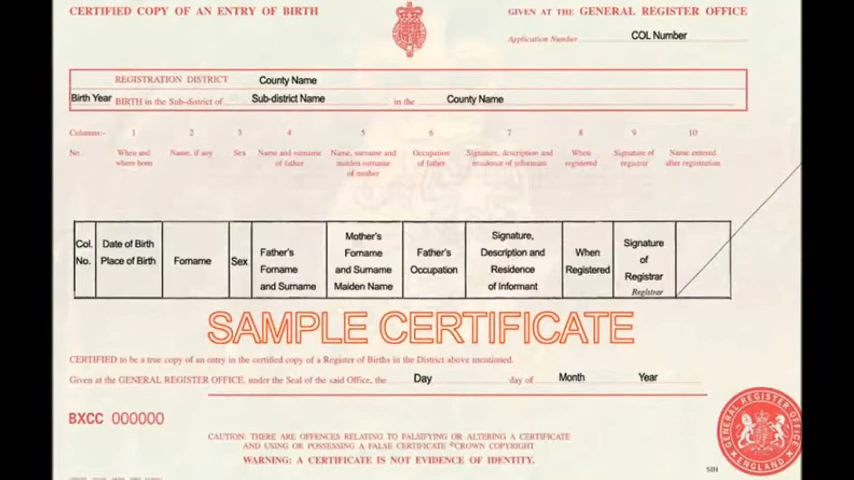 CERTIFIED COPY OF AN ENTRY OF BIRTH
GIVEN AT THE GENERAL REGISTER OFFICE
Application Number COL Number
REGISTRATION DISTRICT County Name
Birth Year BIRTH in the Sub-district of Sub-district Name in the County Name
Columns:- 1 2 3 4 5 6 7 8 9 10
No. When and where born Name, if any Sex Name and surname of father Name, surname and maiden surname of mother Occupation of father Signature, description and residence of informant When registered Signature of registrar Name entered after registration
Col. No. Date of Birth Place of Birth Forname Sex Father's Forname and Surname Mother's Forname and Surname Maiden Name Father's Occupation Signature, Description and Residence of Informant When Registered Signature of Registrar Registrar
SAMPLE CERTIFICATE
CERTIFIED to be a true copy of an entry in the certified copy of a Register of Births in the District above mentioned.
Given at the GENERAL REGISTER OFFICE, under the Seal of the said Office, the Day day of Month Year
BXCC 000000
CAUTION: THERE ARE OFFENCES RELATING TO FALSIFYING OR ALTERING A CERTIFICATE
AND USING OR POSSESSING A FALSE CERTIFICATE ©CROWN COPYRIGHT
WARNING: A CERTIFICATE IS NOT EVIDENCE OF IDENTITY.
GENERAL REGISTER OFFICE
ENGLAND